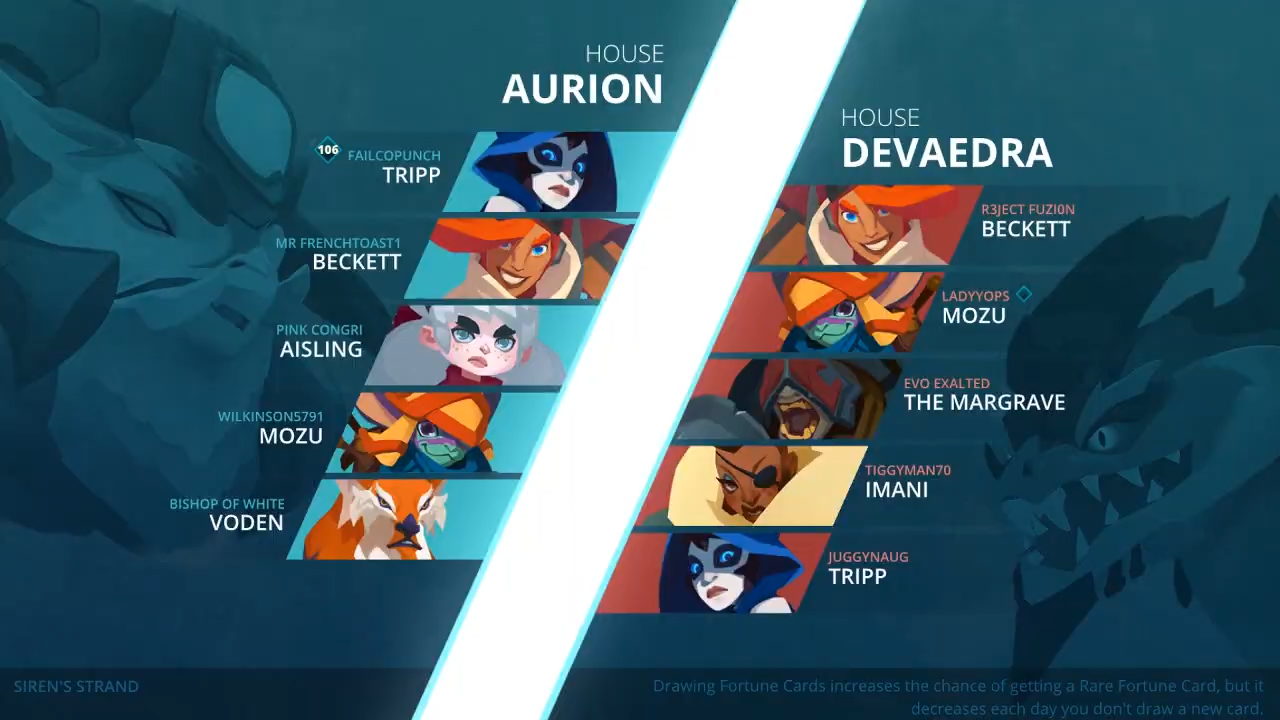 HOUSE
AURION
106 FAILCOPUNCH
TRIPP
MR FRENCHTOAST1
BECKETT
PINK CONGRI
AISLING
WILKINSON5791
MOZU
BISHOP OF WHITE
VODEN
HOUSE
DEVAEDRA
R3JECT FUZI0N
BECKETT
LADYYOPS
MOZU
EVO EXALTED
THE MARGRAVE
TIGGYMAN70
IMANI
JUGGYNAUG
TRIPP
SIREN'S STRAND
Drawing Fortune Cards increases the chance of getting a Rare Fortune Card, but it
decreases each day you don't draw a new card.